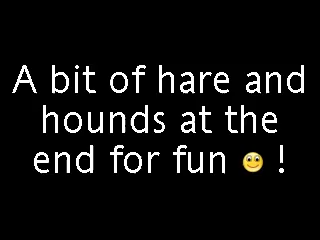 A bit of hare and
hounds at the
end for fun 🙂 !